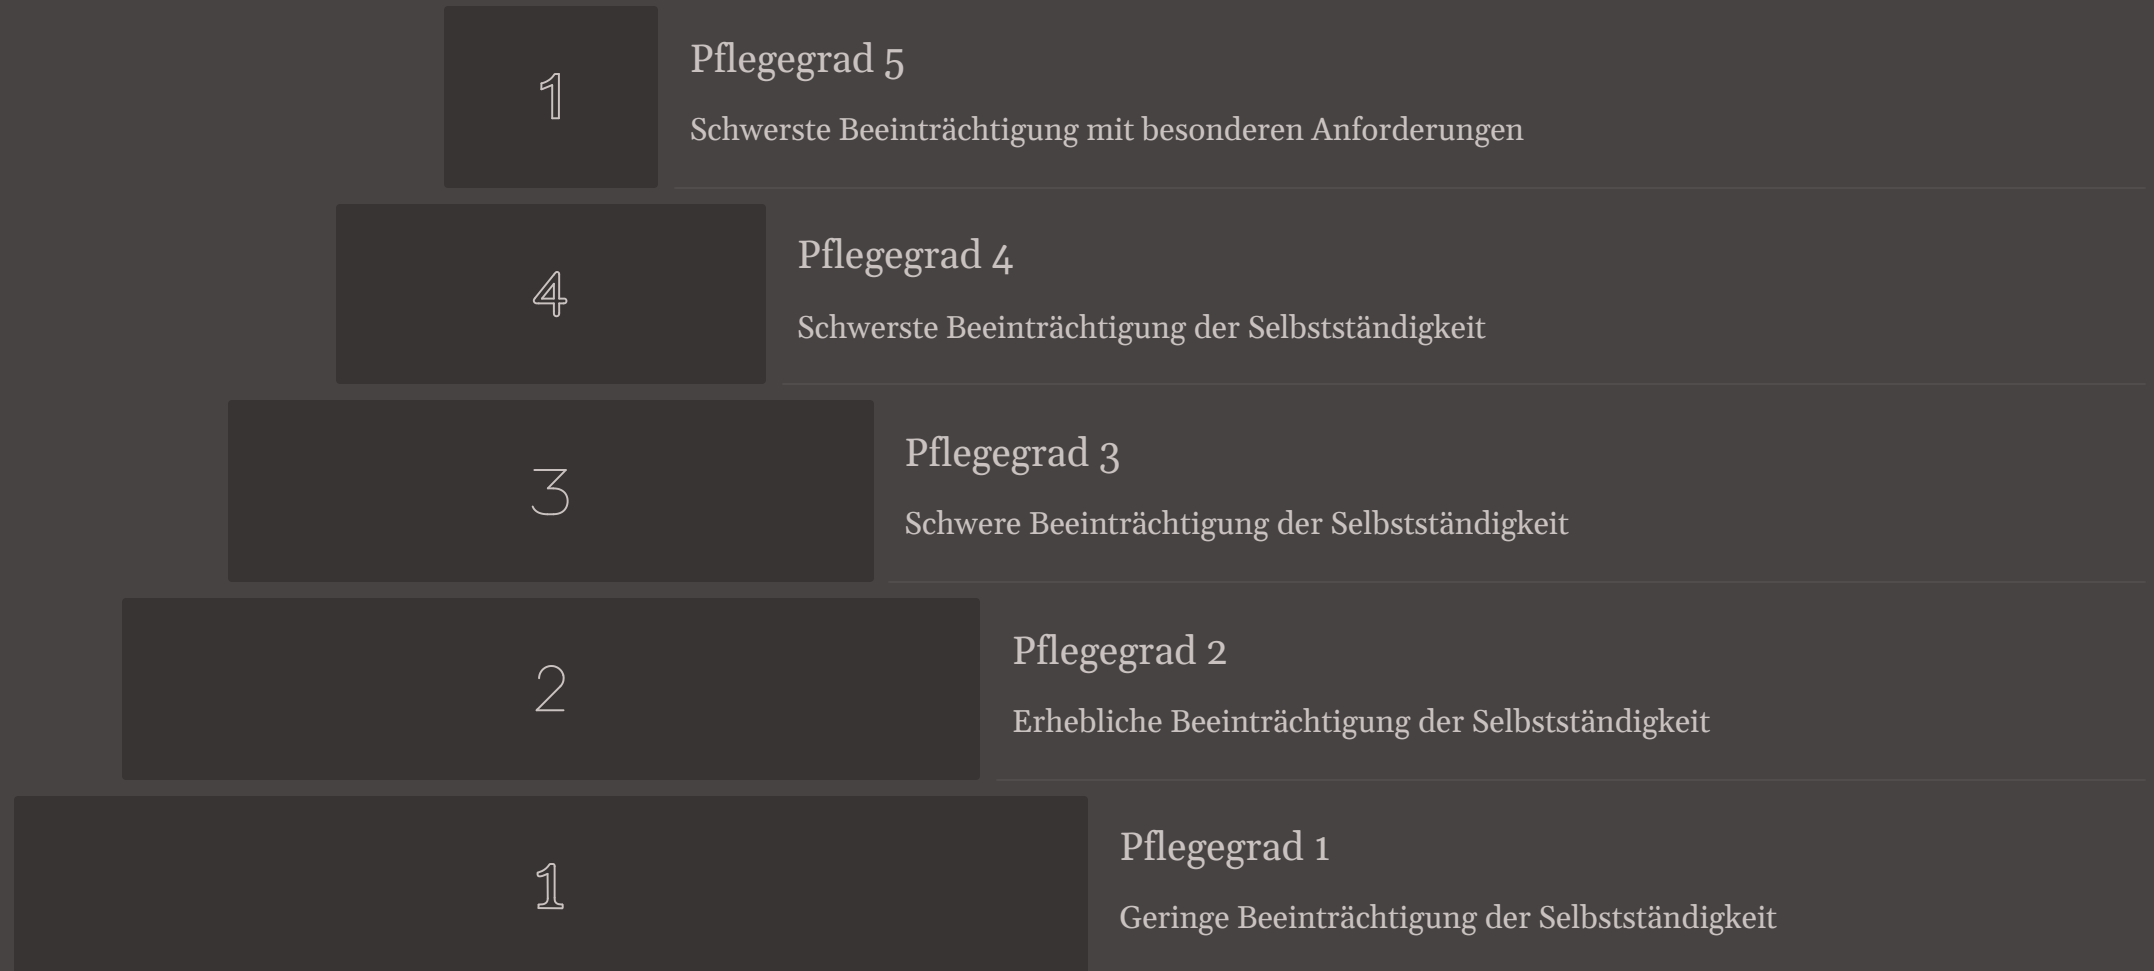 1
Pflegegrad 5
Schwerste Beeinträchtigung mit besonderen Anforderungen
4
Pflegegrad 4
Schwerste Beeinträchtigung der Selbstständigkeit
3
Pflegegrad 3
Schwere Beeinträchtigung der Selbstständigkeit
2
Pflegegrad 2
Erhebliche Beeinträchtigung der Selbstständigkeit
1
Pflegegrad 1
Geringe Beeinträchtigung der Selbstständigkeit